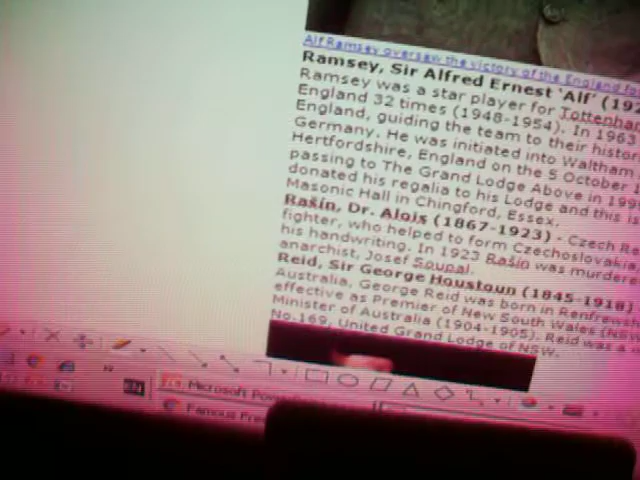 Alf Ramsey oversaw the victory of the England
Ramsey, Sir Alfred Ernest 'Alf'
Ramsey was a star player for Tottenham
England 32 times (1948-1954). In 1963
England, guiding the team to their
Germany. He was initiated into Waltham
Hertfordshire, England on the 5 October
passing to The Grand Lodge Above in
donated his regalia to his Lodge and this is
Masonic Hall in Chingford, Essex.
Rašín, Dr. Alois (1867-1923) - Czech
fighter, who helped to form Czechoslovakia
his handwriting. In 1923 Rašín was
anarchist, Josef Soupal.
Reid, Sir George Houstoun (1845-1918)
Australia, George Reid was born in
effective as Premier of New South Wales
Minister of Australia (1904-1905). Reid was a
No.169, United Grand Lodge of NSW.
EN
Microsoft
Famous